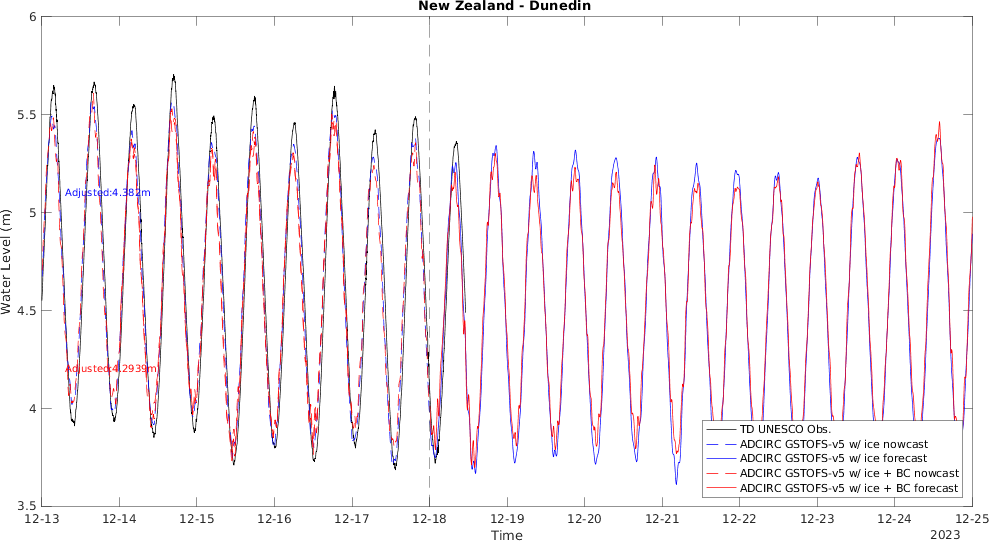 New Zealand - Dunedin
6
5.5
5
4.5
4
3.5
Water Level (m)
Adjusted:4.382m
Adjusted:4.2939m
TD UNESCO Obs.
ADCIRC GSTOFS-v5 w/ ice nowcast
ADCIRC GSTOFS-v5 w/ ice forecast
ADCIRC GSTOFS-v5 w/ ice + BC nowcast
ADCIRC GSTOFS-v5 w/ ice + BC forecast
12-13 12-14 12-15 12-16 12-17 12-18 12-19 12-20 12-21 12-22 12-23 12-24 12-25
Time
2023